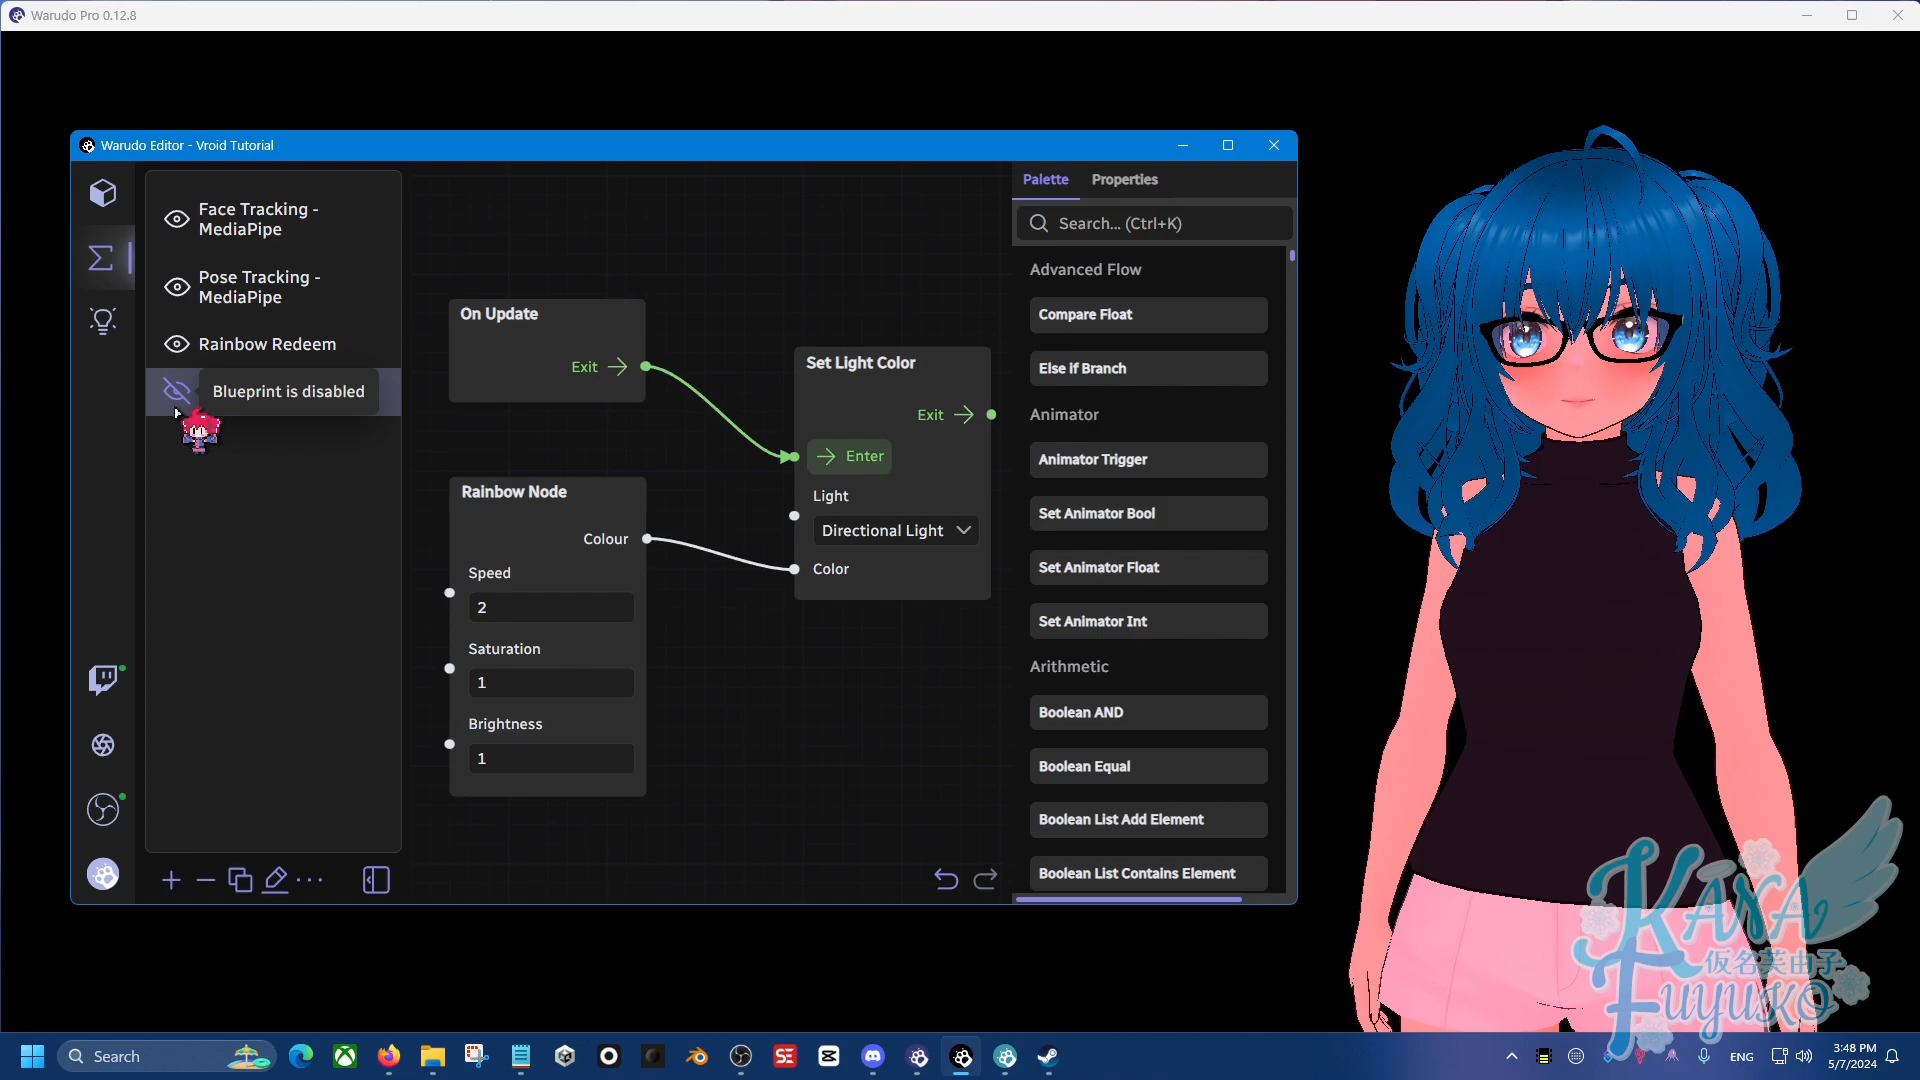 Warudo Pro 0.12.8
Warudo Editor - Vroid Tutorial
Face Tracking -
MediaPipe
Pose Tracking -
MediaPipe
Rainbow Redeem
Blueprint is disabled
On Update
Exit
Rainbow Node
Colour
Speed
2
Saturation
1
Brightness
1
Set Light Color
Exit
Enter
Light
Directional Light
Color
Palette
Properties
Search... (Ctrl+K)
Advanced Flow
Compare Float
Else if Branch
Animator
Animator Trigger
Set Animator Bool
Set Animator Float
Set Animator Int
Arithmetic
Boolean AND
Boolean Equal
Boolean List Add Element
Boolean List Contains Element
KANA
仮名芙由子
FUYUKO
Search
SE
ENG
3:48 PM
5/7/2024